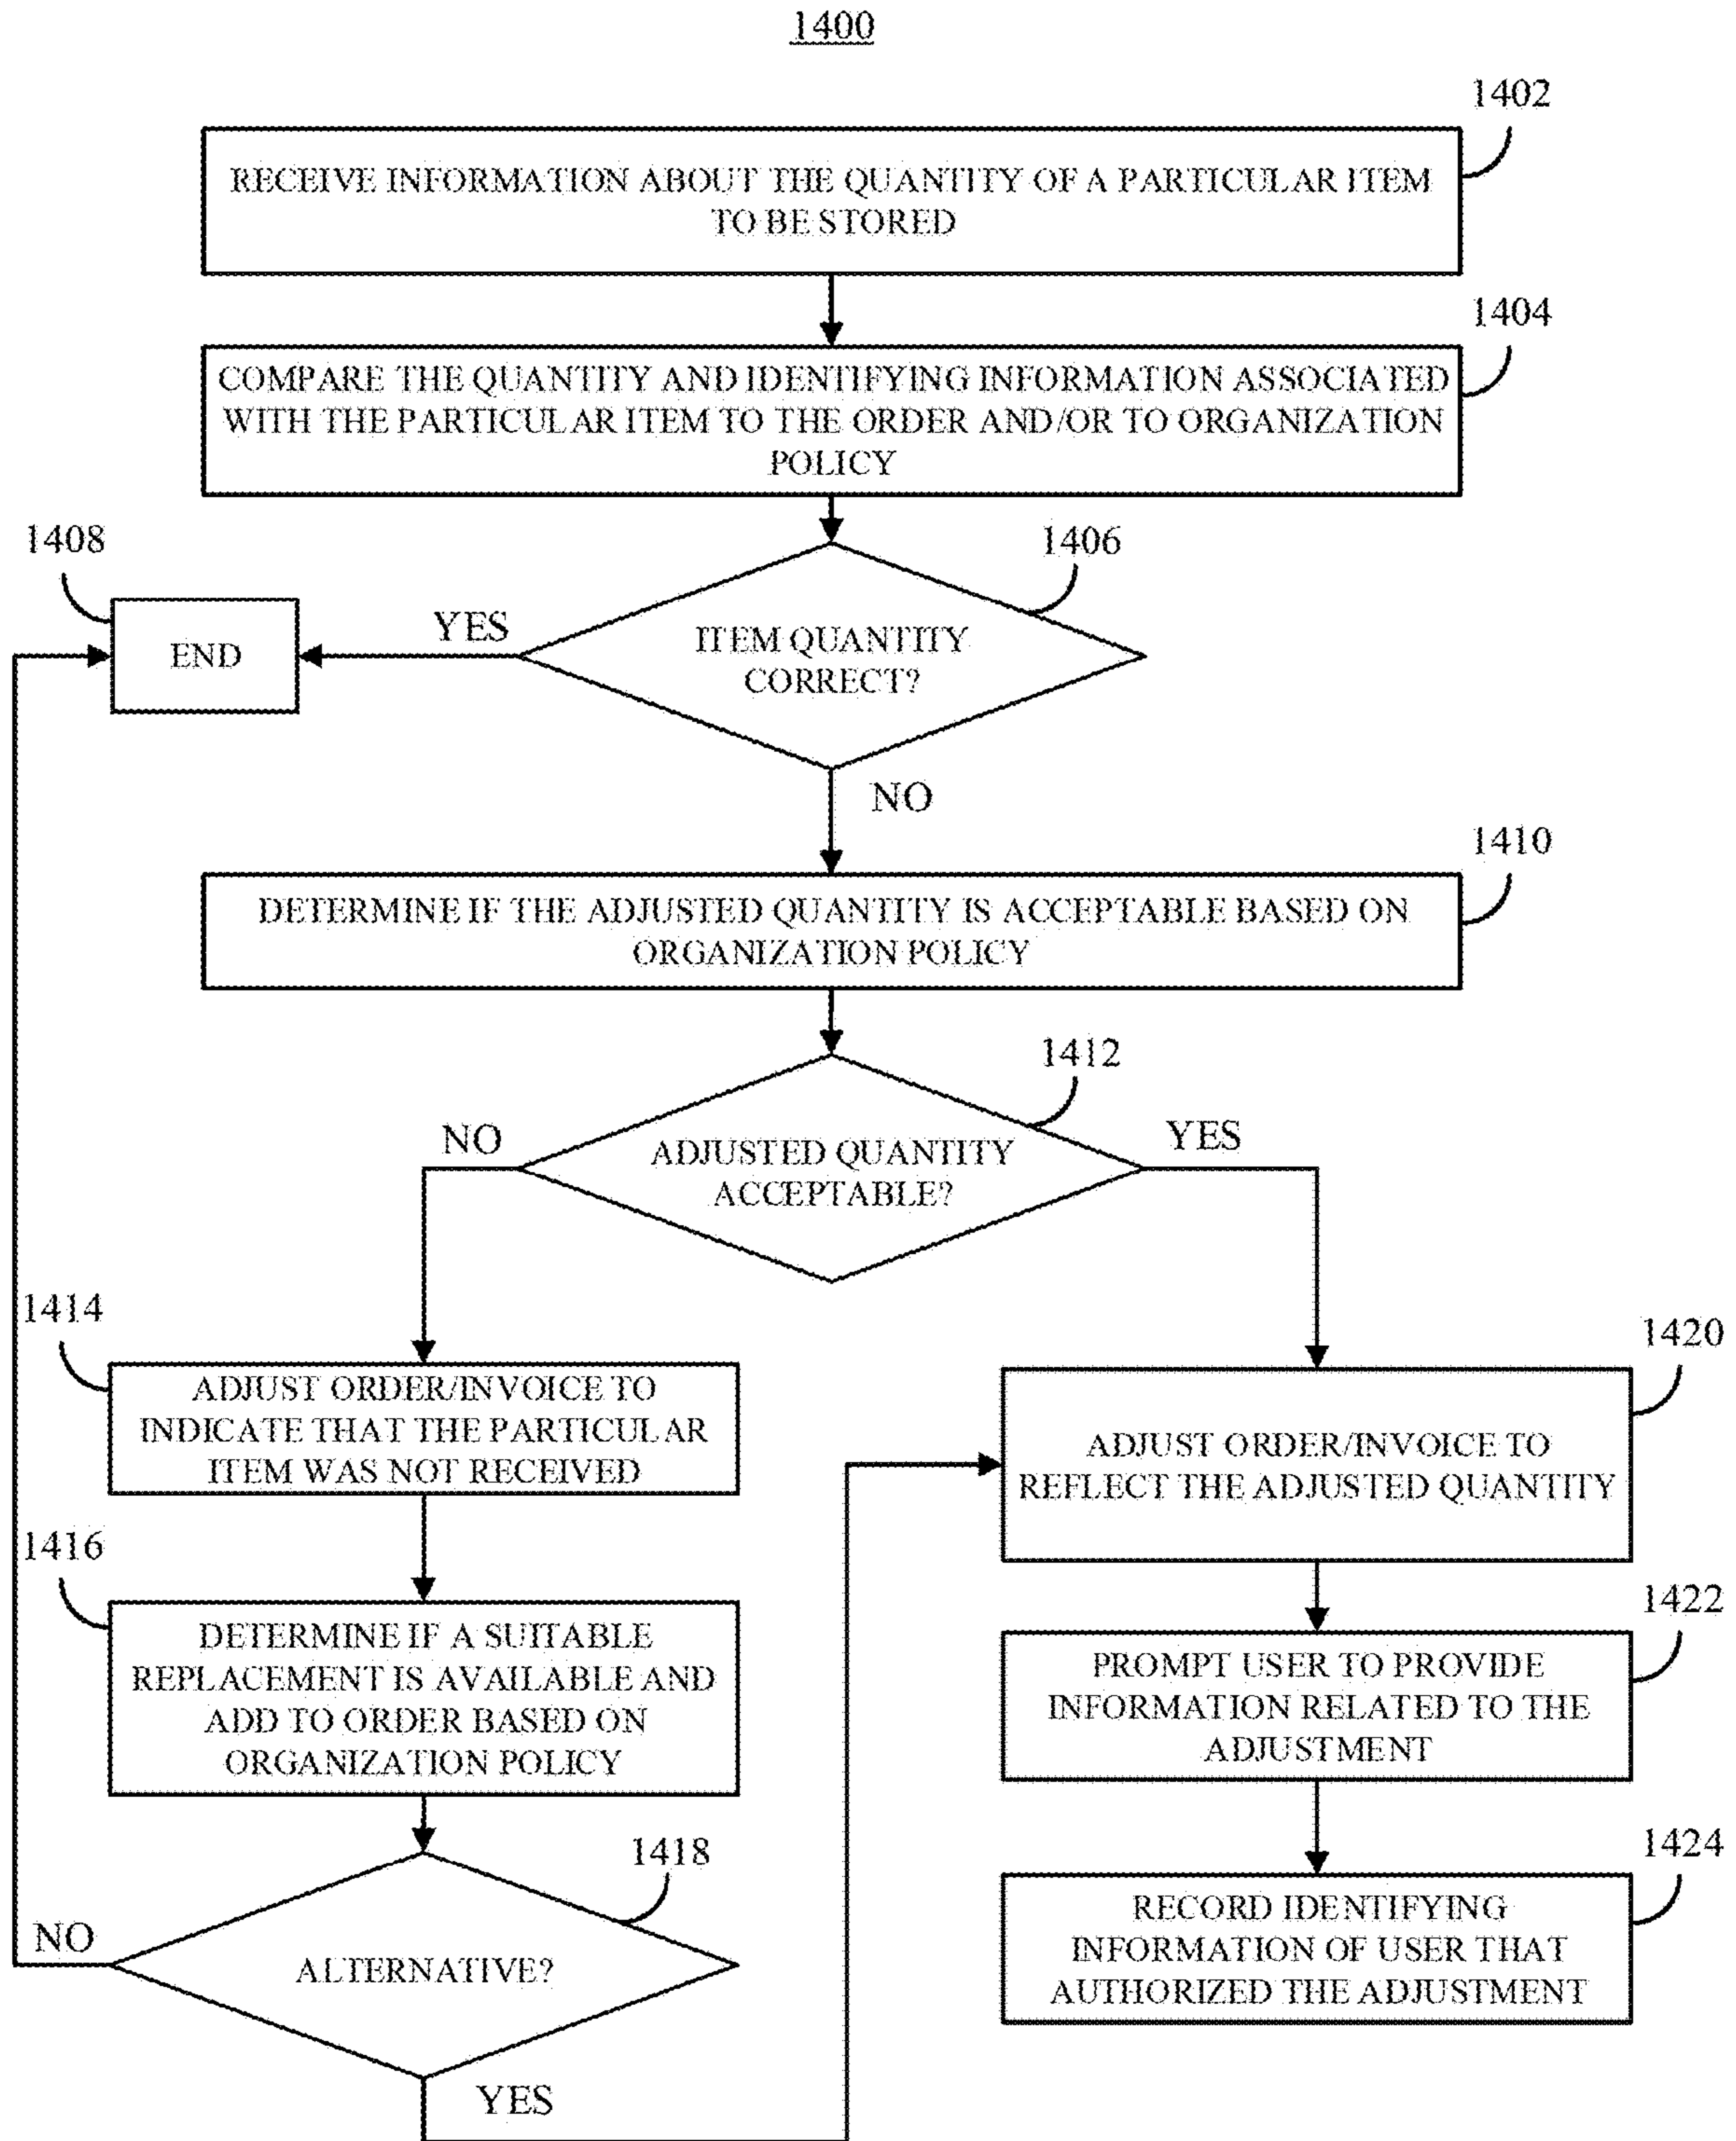 1400
1402
RECEIVE INFORMATION ABOUT THE QUANTITY OF A PARTICULAR ITEM
TO BE STORED
1404
COMPARE THE QUANTITY AND IDENTIFYING INFORMATION ASSOCIATED
WITH THE PARTICULAR ITEM TO THE ORDER AND/OR TO ORGANIZATION
POLICY
1408
1406
END
YES
ITEM QUANTITY
CORRECT?
NO
1410
DETERMINE IF THE ADJUSTED QUANTITY IS ACCEPTABLE BASED ON
ORGANIZATION POLICY
1412
NO
YES
ADJUSTED QUANTITY
ACCEPTABLE?
1414
ADJUST ORDER/INVOICE TO
INDICATE THAT THE PARTICULAR
ITEM WAS NOT RECEIVED
1420
ADJUST ORDER/INVOICE TO
REFLECT THE ADJUSTED QUANTITY
1416
DETERMINE IF A SUITABLE
REPLACEMENT IS AVAILABLE AND
ADD TO ORDER BASED ON
ORGANIZATION POLICY
1422
PROMPT USER TO PROVIDE
INFORMATION RELATED TO THE
ADJUSTMENT
1418
NO
ALTERNATIVE?
YES
1424
RECORD IDENTIFYING
INFORMATION OF USER THAT
AUTHORIZED THE ADJUSTMENT